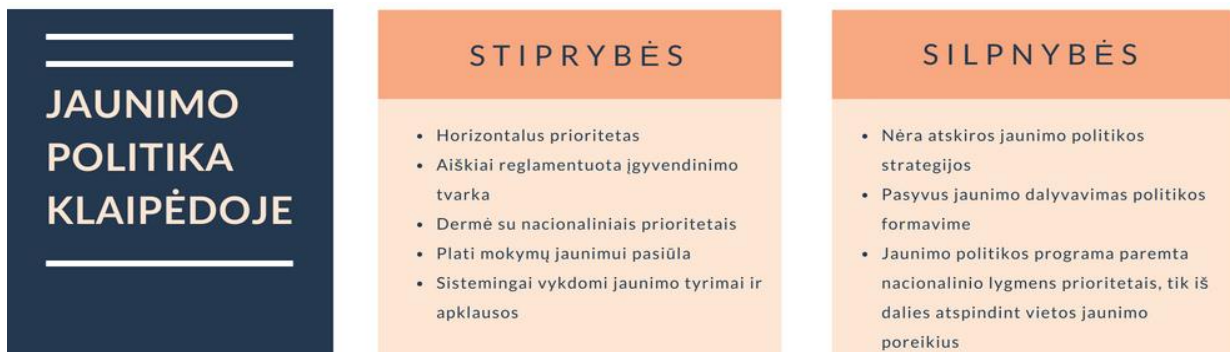 JAUNIMO
POLITIKA
KLAIPĖDOJE
STIPRYBĖS
• Horizontalus prioritetas
• Aiškiai reglamentuota įgyvendinimo
tvarka
• Dermė su nacionaliniais prioritetais
• Plati mokymų jaunimui pasiūla
• Sistemingai vykdomi jaunimo tyrimai ir
apklausos
SILPNYBĖS
• Nėra atskiros jaunimo politikos
strategijos
• Pasyvus jaunimo dalyvavimas politikos
formavime
• Jaunimo politikos programa paremta
nacionalinio lygmens prioritetais, tik iš
dalies atspindint vietos jaunimo
poreikius